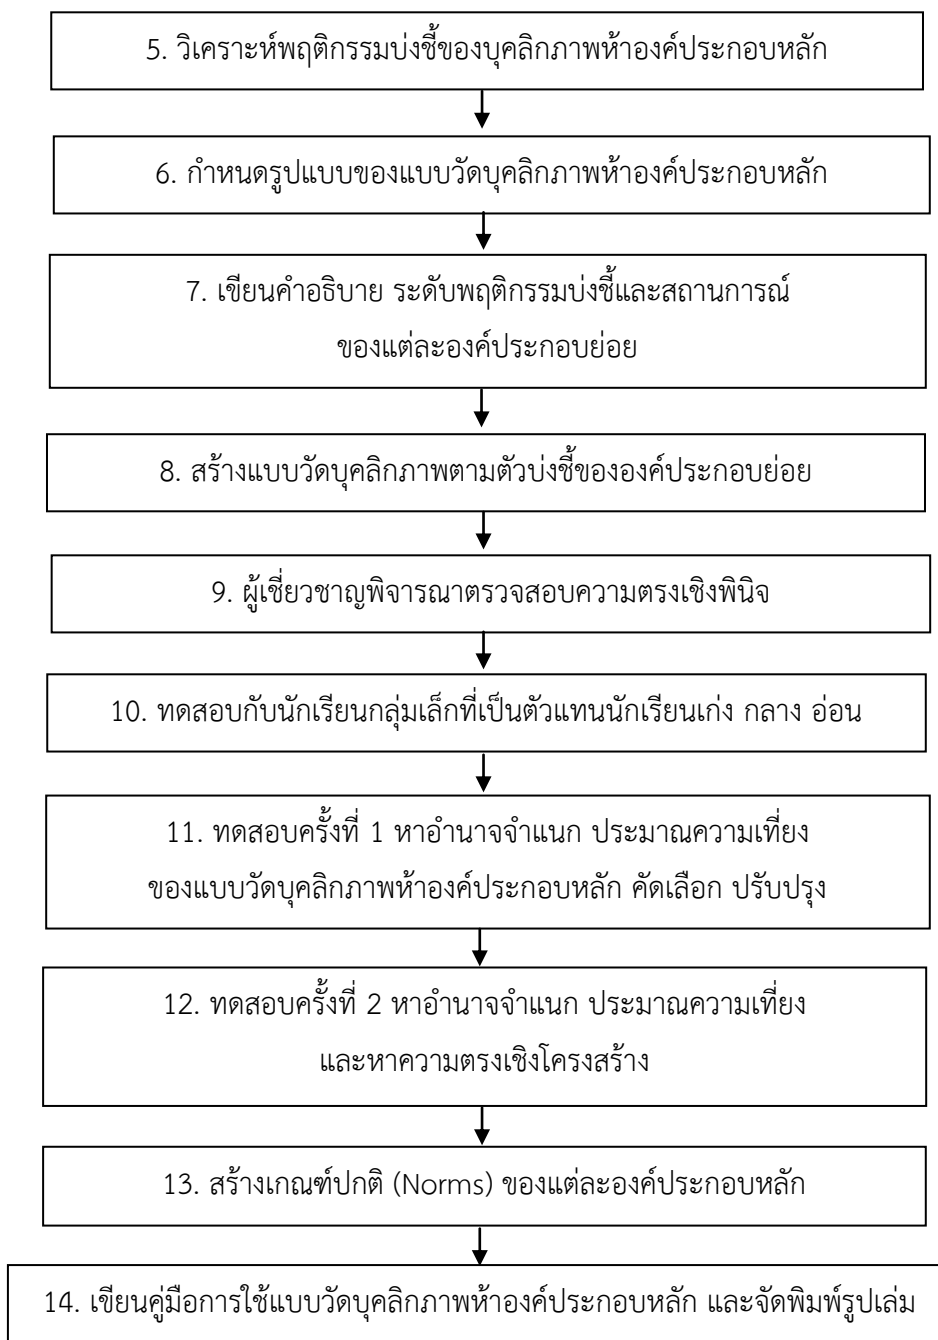 5. วิเคราะห์พฤติกรรมบ่งชี้ของบุคลิกภาพห้าองค์ประกอบหลัก
6. กำหนดรูปแบบของแบบวัดบุคลิกภาพห้าองค์ประกอบหลัก
7. เขียนคำอธิบาย ระดับพฤติกรรมบ่งชี้และสถานการณ์
ของแต่ละองค์ประกอบย่อย
8. สร้างแบบวัดบุคลิกภาพตามตัวบ่งชี้ขององค์ประกอบย่อย
9. ผู้เชี่ยวชาญพิจารณาตรวจสอบความตรงเชิงพินิจ
10. ทดสอบกับนักเรียนกลุ่มเล็กที่เป็นตัวแทนนักเรียนเก่ง กลาง อ่อน
11. ทดสอบครั้งที่ 1 หาอำนาจจำแนก ประมาณความเที่ยง
ของแบบวัดบุคลิกภาพห้าองค์ประกอบหลัก คัดเลือก ปรับปรุง
12. ทดสอบครั้งที่ 2 หาอำนาจจำแนก ประมาณความเที่ยง
และหาความตรงเชิงโครงสร้าง
13. สร้างเกณฑ์ปกติ (Norms) ของแต่ละองค์ประกอบหลัก
14. เขียนคู่มือการใช้แบบวัดบุคลิกภาพห้าองค์ประกอบหลัก และจัดพิมพ์รูปเล่ม